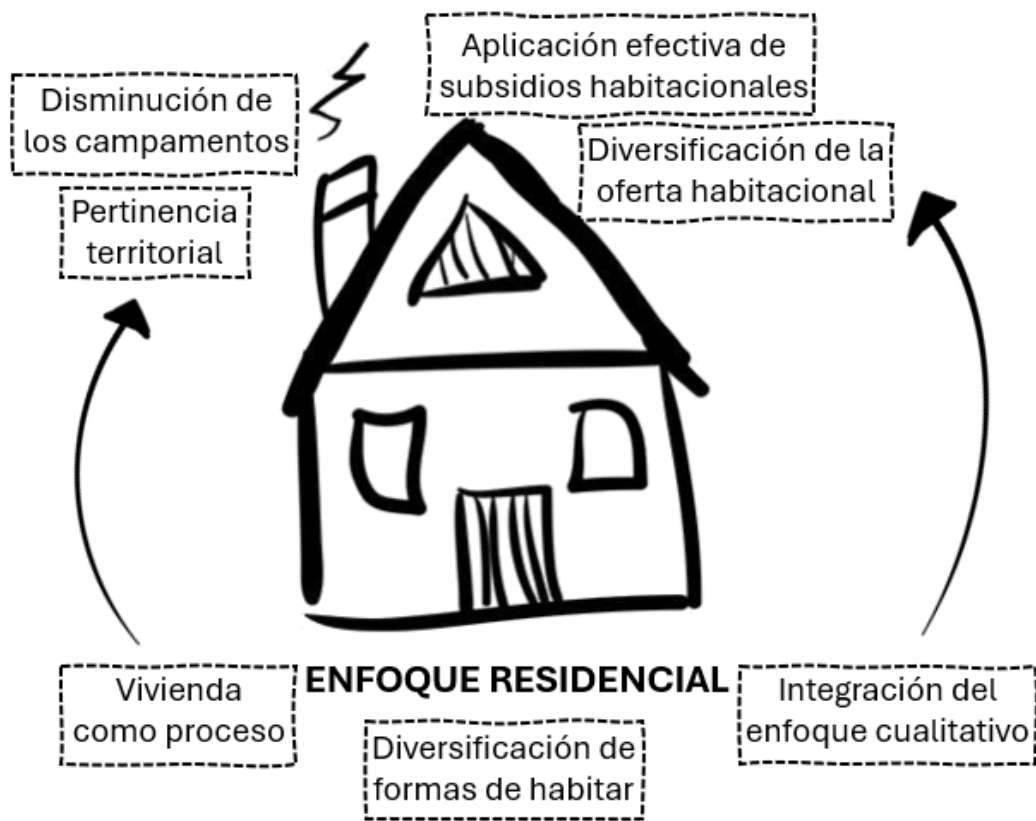 Aplicación efectiva de
subsidios habitacionales
Disminución de
los campamentos
Diversificación de la
oferta habitacional
Pertinencia
territorial
ENFOQUE RESIDENCIAL
Vivienda
como proceso
Integración del
enfoque cualitativo
Diversificación de
formas de habitar